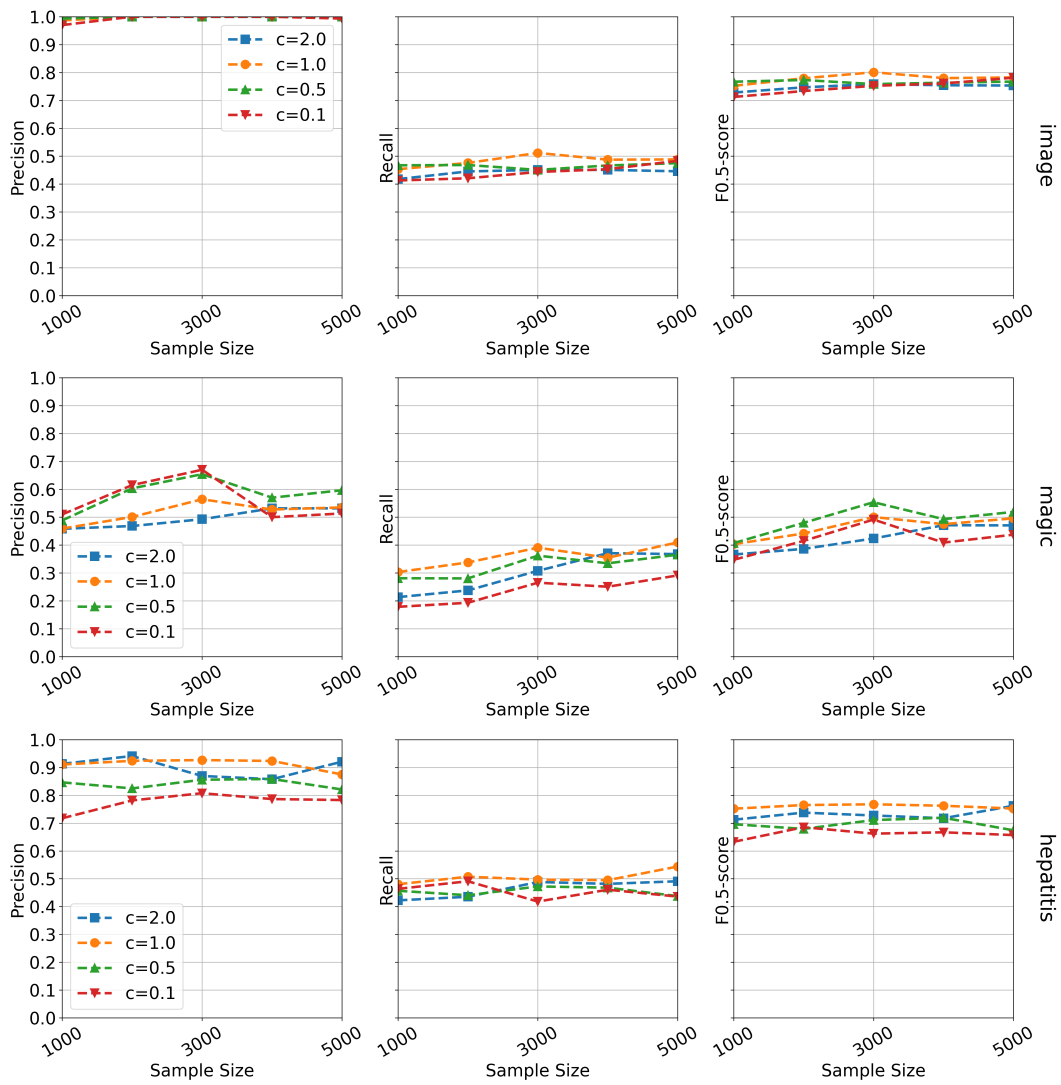 1.0
0.9
0.8
0.7
0.6
0.5
0.4
0.3
0.2
0.1
0.0
Precision
c=2.0
c=1.0
c=0.5
c=0.1
1000
3000
5000
Sample Size
Recall
1000
3000
5000
Sample Size
F0.5-score
1000
3000
5000
Sample Size
image
1.0
0.9
0.8
0.7
0.6
0.5
0.4
0.3
0.2
0.1
0.0
Precision
c=2.0
c=1.0
c=0.5
c=0.1
1000
3000
5000
Sample Size
Recall
1000
3000
5000
Sample Size
F0.5-score
1000
3000
5000
Sample Size
magic
1.0
0.9
0.8
0.7
0.6
0.5
0.4
0.3
0.2
0.1
0.0
Precision
c=2.0
c=1.0
c=0.5
c=0.1
1000
3000
5000
Sample Size
Recall
1000
3000
5000
Sample Size
F0.5-score
1000
3000
5000
Sample Size
hepatitis